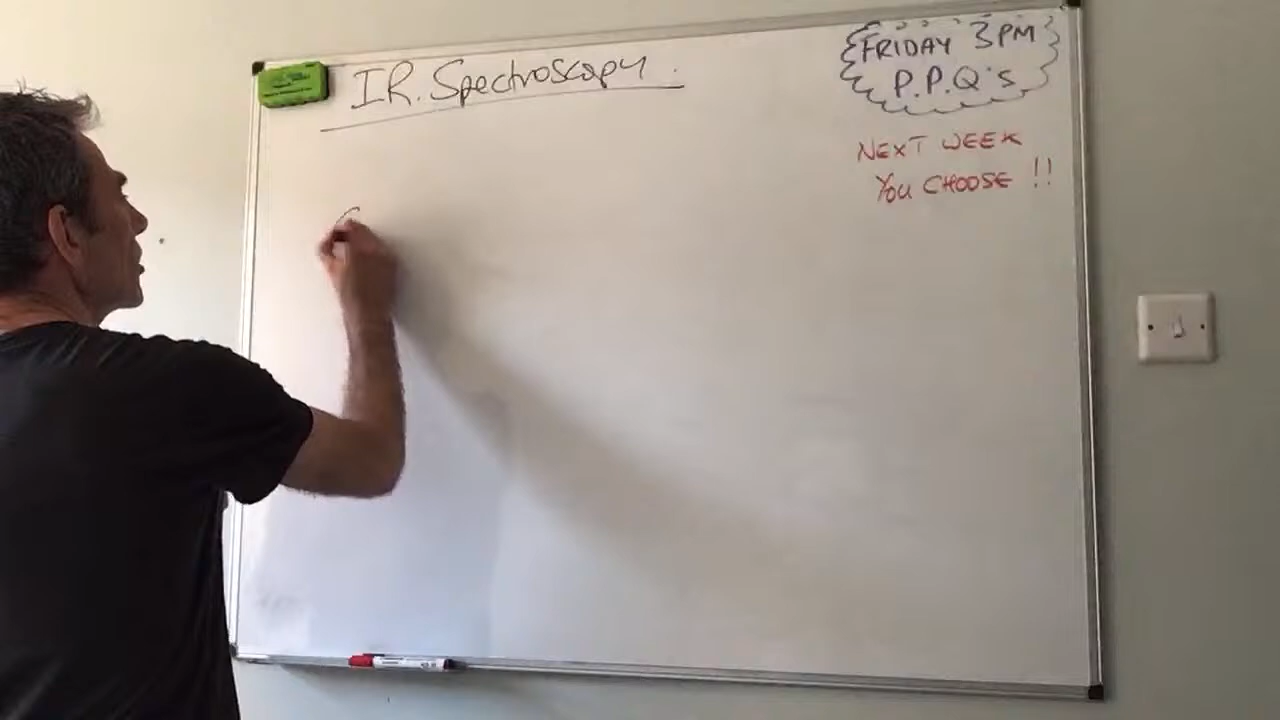 IR. Spectroscopy.
FRIDAY 3PM
P.P.Q's
NEXT WEEK
YOU CHOOSE !!